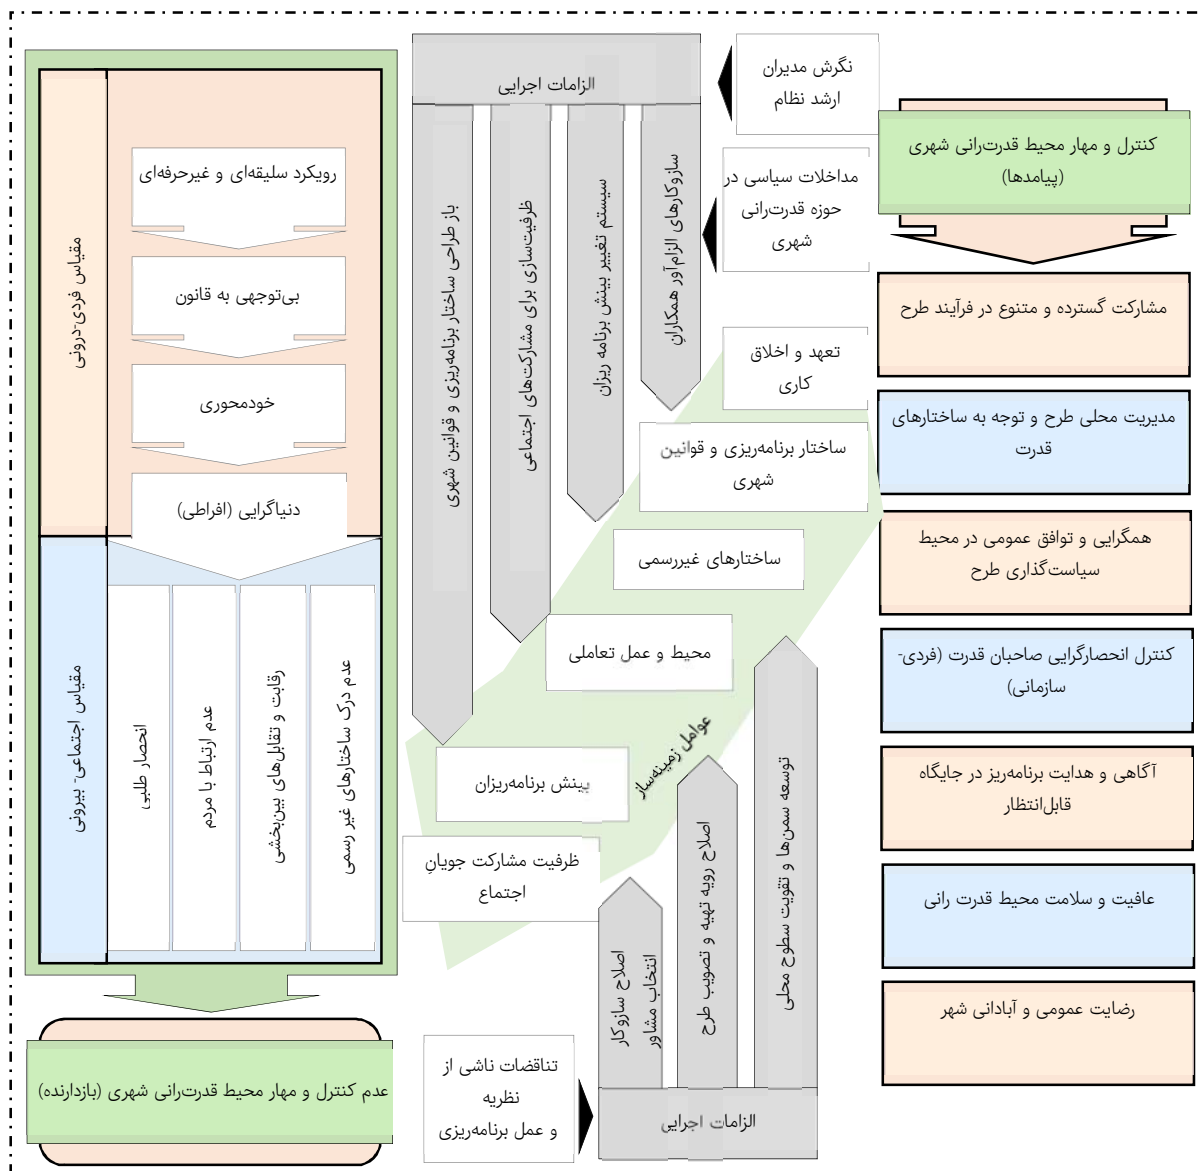 نگرش مدیران
ارشد نظام
مداخلات سیاسی در
حوزه قدرت‌رانی
شهری
کنترل و مهار محیط قدرت‌رانی شهری
(پیامدها)
مشارکت گسترده و متنوع در فرآیند طرح
مدیریت محلی طرح و توجه به ساختارهای
قدرت
همگرایی و توافق عمومی در محیط
سیاست‌گذاری طرح
کنترل انحصارگرایی صاحبان قدرت (فردی-
سازمانی)
آگاهی و هدایت برنامه‌ریز در جایگاه
قابل‌انتظار
عافیت و سلامت محیط قدرت رانی
رضایت عمومی و آبادانی شهر
الزامات اجرایی
سازوکارهای الزام‌آور همکارانِ
سیستم تغییر بینش برنامه ریزان
ظرفیت‌سازی برای مشارکت‌های اجتماعی
باز طراحی ساختار برنامه‌ریزی و قوانین شهری
تعهد و اخلاق
کاری
ساختار برنامه‌ریزی و قوانین
شهری
ساختارهای غیررسمی
محیط و عمل تعاملی
بینش برنامه‌ریزان
ظرفیت مشارکت جویانِ
اجتماع
عوامل زمینه‌ساز
توسعه سمن‌ها و تقویت سطوح محلی
اصلاح رویه تهیه و تصویب طرح
اصلاح سازوکار
انتخاب مشاور
الزامات اجرایی
تناقضات ناشی از
نظریه
و عمل برنامه‌ریزی
مقیاس فردی-درونی
رویکرد سلیقه‌ای و غیرحرفه‌ای
بی‌توجهی به قانون
خودمحوری
دنیاگرایی (افراطی)
مقیاس اجتماعی- بیرونی
عدم درک ساختارهای غیر رسمی
رقابت و تقابل‌های بین‌بخشی
عدم ارتباط با مردم
انحصار طلبی
عدم کنترل و مهار محیط قدرت‌رانی شهری (بازدارنده)